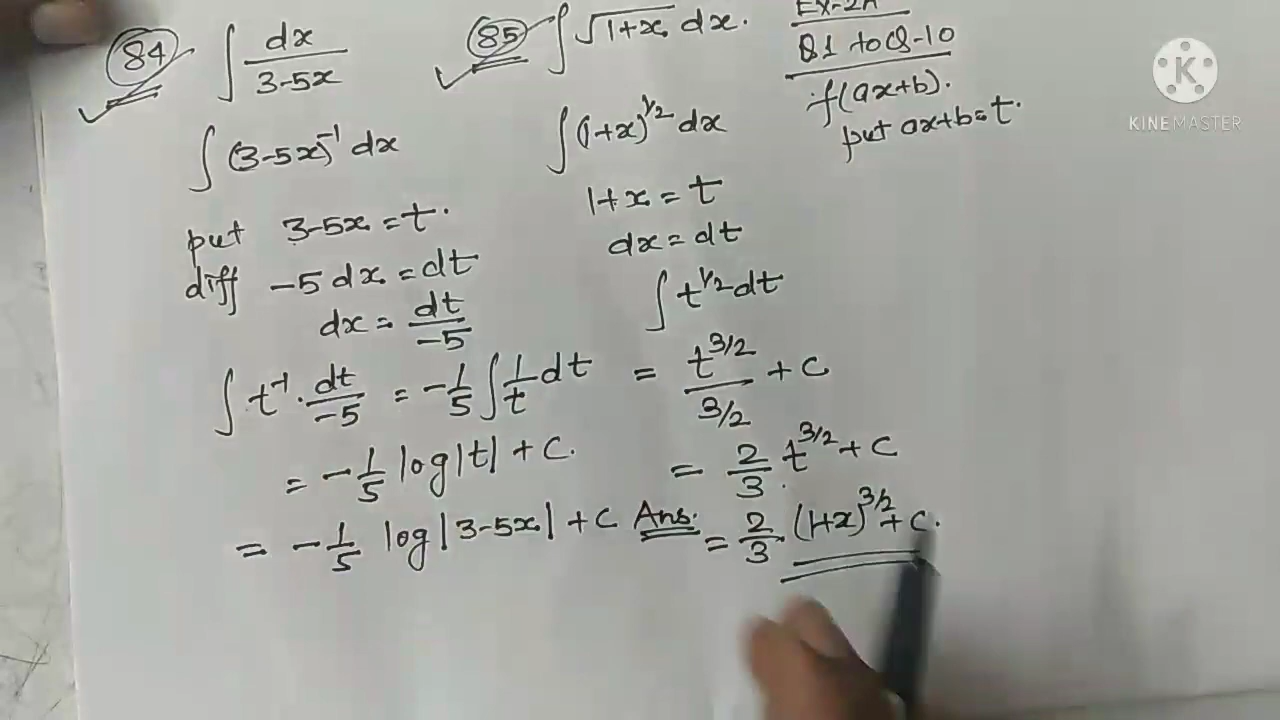 84 ∫ dx/(3-5x)
∫ (3-5x)⁻¹ dx
put 3-5x = t.
diff -5 dx = dt
dx = dt/-5
∫ t⁻¹ · dt/-5 = -1/5 ∫ 1/t dt
= -1/5 log|t| + C.
= -1/5 log|3-5x| + C Ans.
85 ∫ √1+x dx.
∫ (1+x)^1/2 dx
1+x = t
dx = dt
∫ t^1/2 dt
= t^3/2 / 3/2 + C
= 2/3 t^3/2 + C
= 2/3 (1+x)^3/2 + C.
EX-2A
Q1 to Q-10
f(ax+b).
put ax+b=t.
KINEMASTER